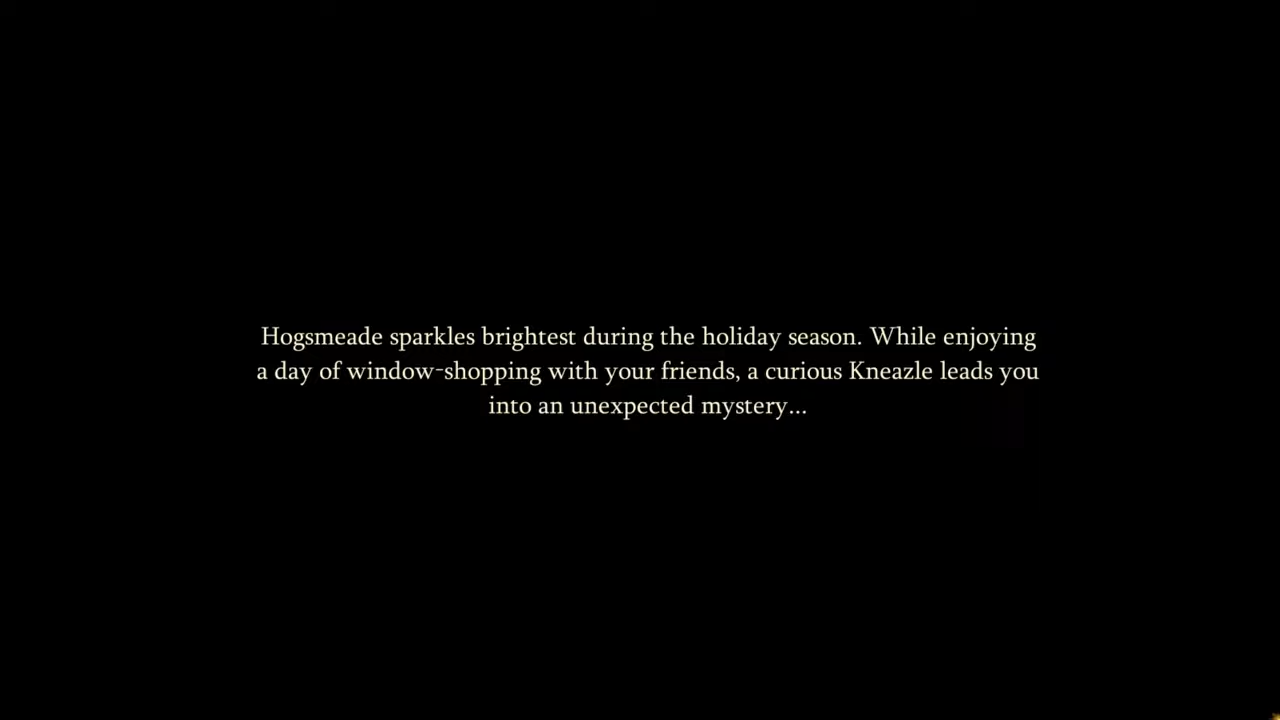 Hogsmeade sparkles brightest during the holiday season. While enjoying
a day of window-shopping with your friends, a curious Kneazle leads you
into an unexpected mystery...